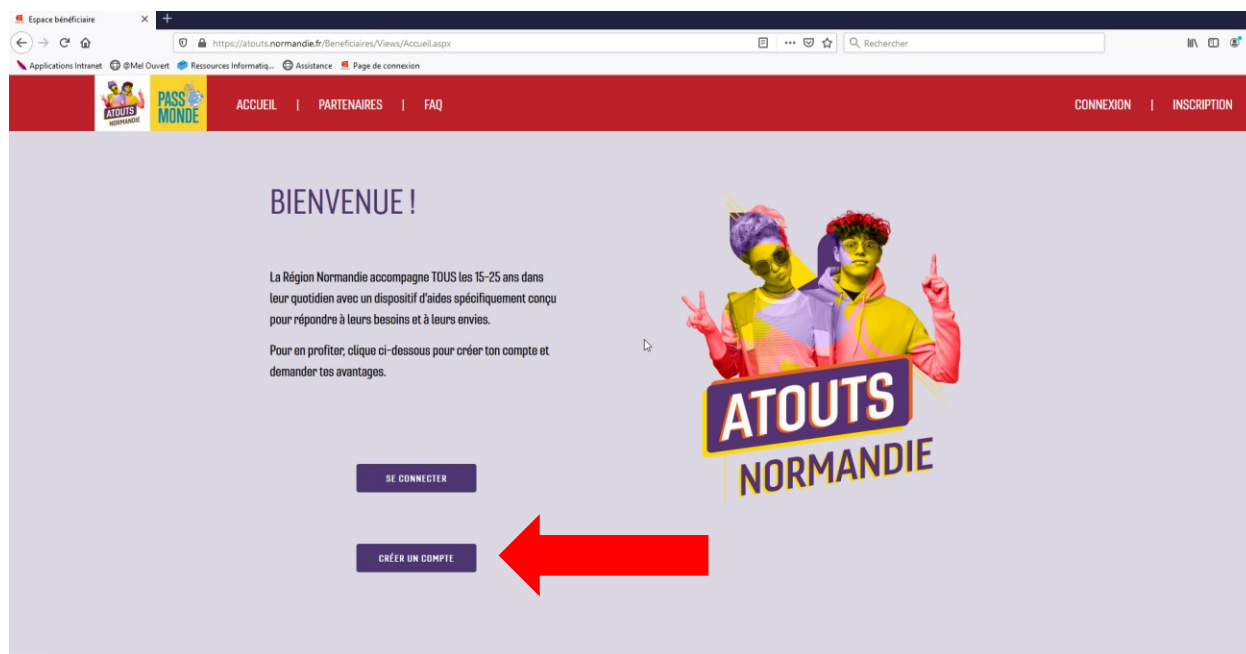 Espace bénéficiaire
https://atouts.normandie.fr/Beneficiaires/Views/Accueil.aspx
Rechercher
Applications Intranet @Mel Ouvert Ressources Informatiq... Assistance Page de connexion
ATOUTS
NORMANDIE
PASS
MONDE
ACCUEIL | PARTENAIRES | FAQ
CONNEXION | INSCRIPTION
BIENVENUE !
La Région Normandie accompagne TOUS les 15-25 ans dans
leur quotidien avec un dispositif d'aides spécifiquement conçu
pour répondre à leurs besoins et à leurs envies.
Pour en profiter, clique ci-dessous pour créer ton compte et
demander tes avantages.
SE CONNECTER
CRÉER UN COMPTE
ATOUTS
NORMANDIE